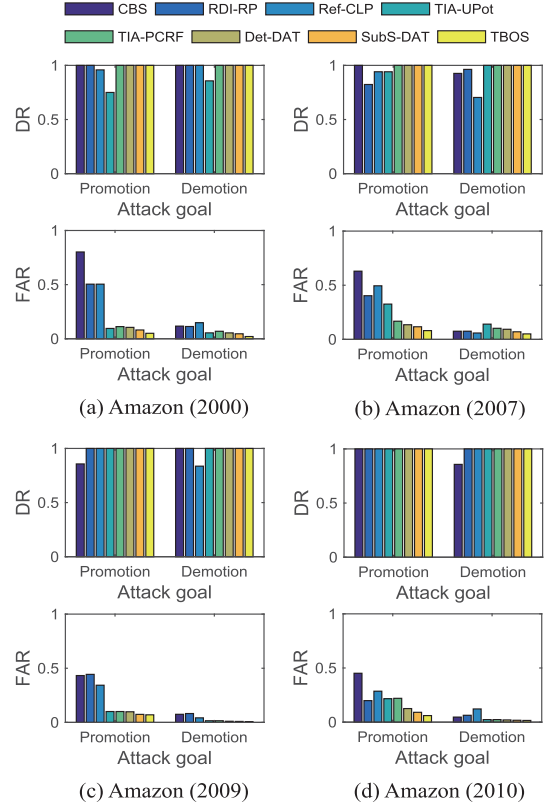 CBS RDI-RP Ref-CLP TIA-UPot
TIA-PCRF Det-DAT SubS-DAT TBOS
1
0.5
0
DR
Promotion Demotion
Attack goal
1
0.5
0
FAR
Promotion Demotion
Attack goal
(a) Amazon (2000)
1
0.5
0
DR
Promotion Demotion
Attack goal
1
0.5
0
FAR
Promotion Demotion
Attack goal
(b) Amazon (2007)
1
0.5
0
DR
Promotion Demotion
Attack goal
1
0.5
0
FAR
Promotion Demotion
Attack goal
(c) Amazon (2009)
1
0.5
0
DR
Promotion Demotion
Attack goal
1
0.5
0
FAR
Promotion Demotion
Attack goal
(d) Amazon (2010)